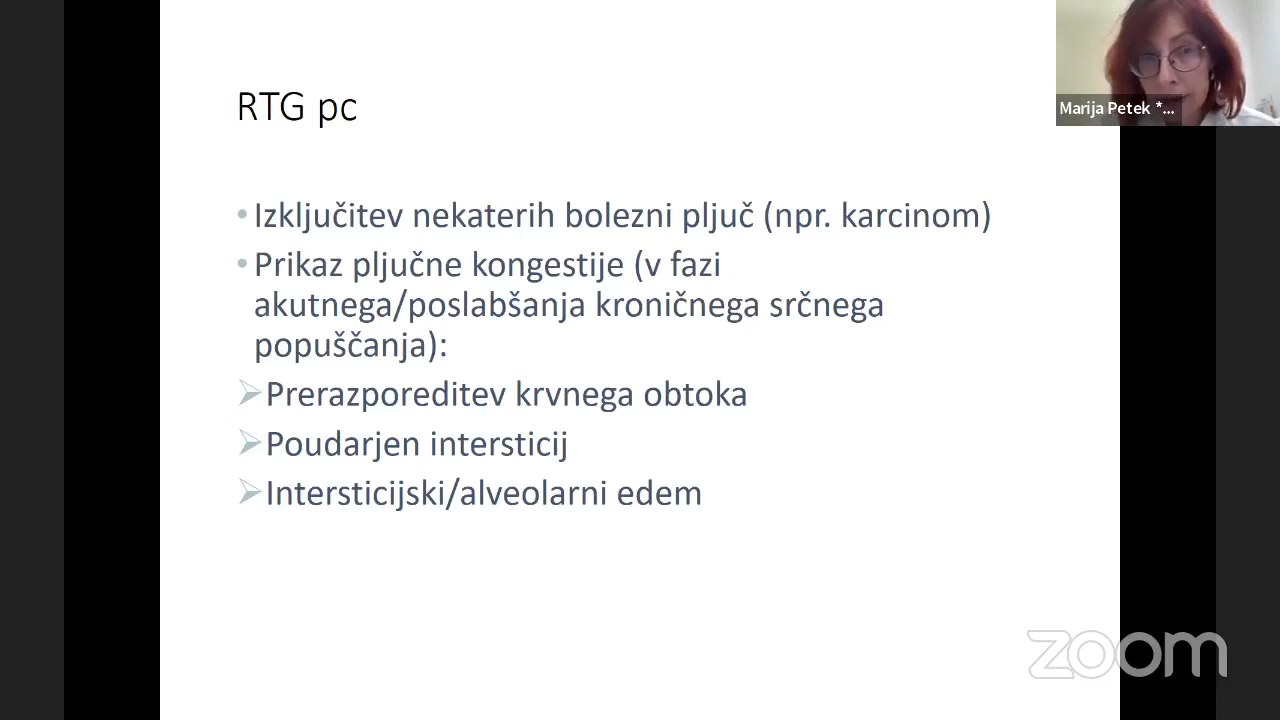 RTG pc
• Izključitev nekaterih bolezni pljuč (npr. karcinom)
• Prikaz pljučne kongestije (v fazi
akutnega/poslabšanja kroničnega srčnega
popuščanja):
➢ Prerazporeditev krvnega obtoka
➢ Poudarjen intersticij
➢ Intersticijski/alveolarni edem
Marija Petek *...
zoom